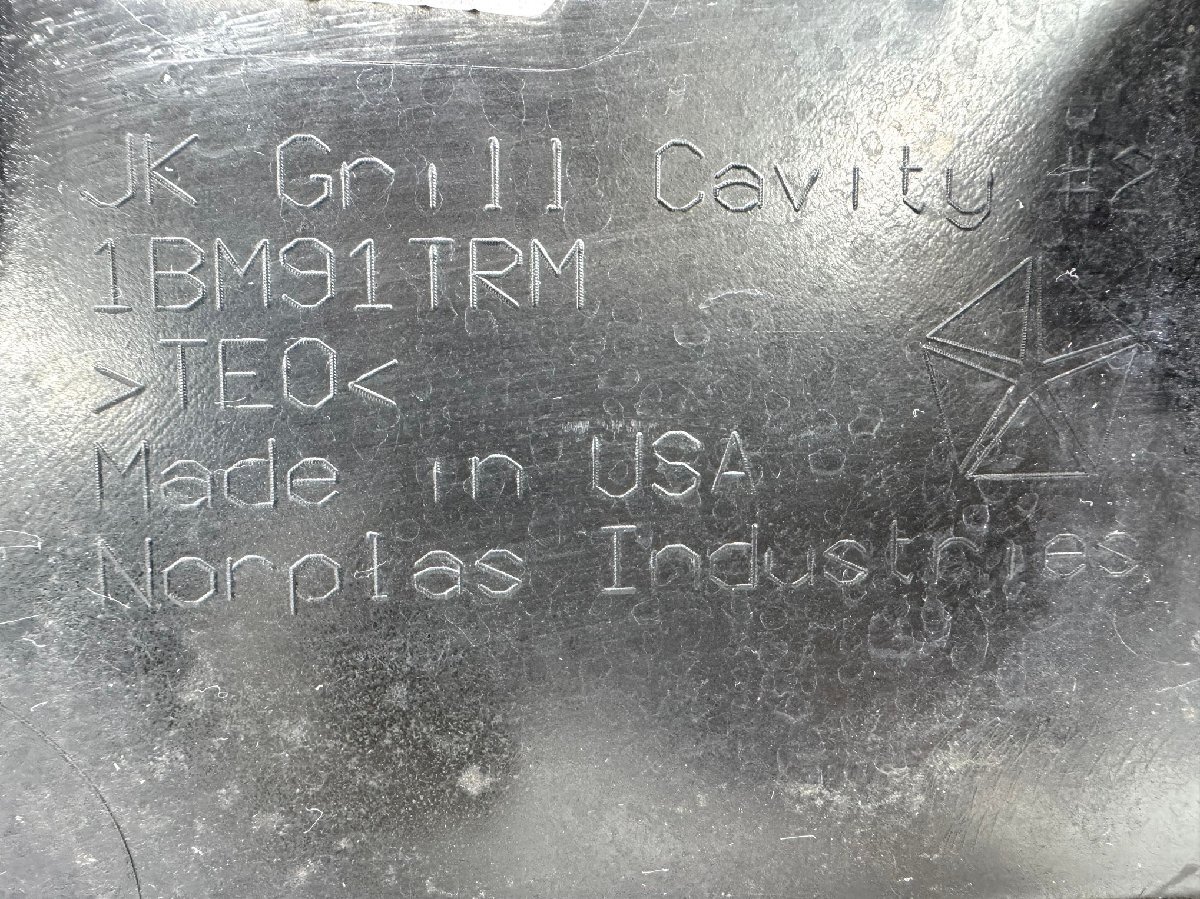 JK Grill Cavity #2
1BM91TRM
>TEO<
Made in USA
Norplas Industries